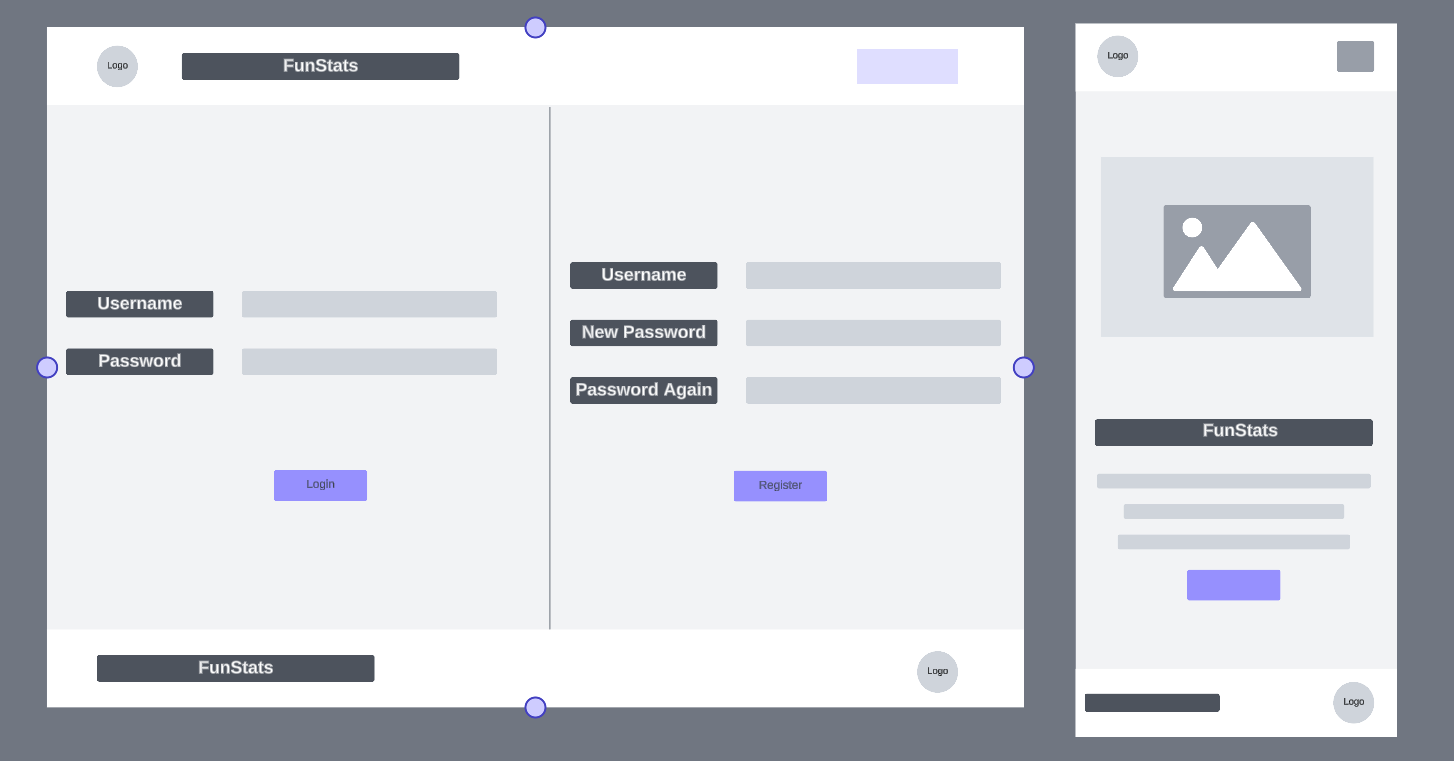 Logo
FunStats
Username
Password
Login
Username
New Password
Password Again
Register
FunStats
Logo
Logo
FunStats
Logo